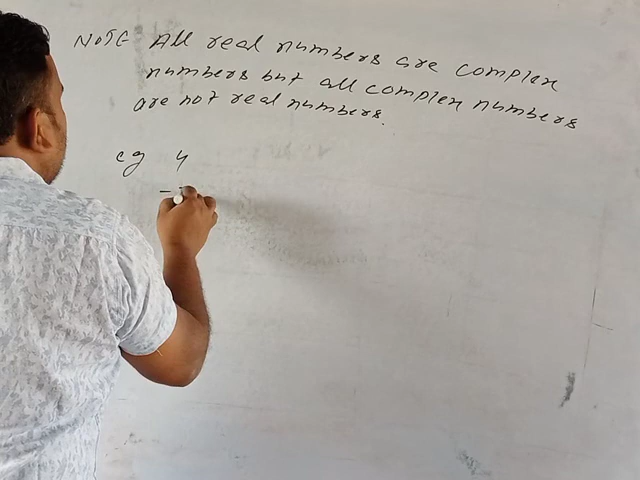 NOTE All real numbers are complex
numbers but all complex numbers
are not real numbers.
eg 4
-